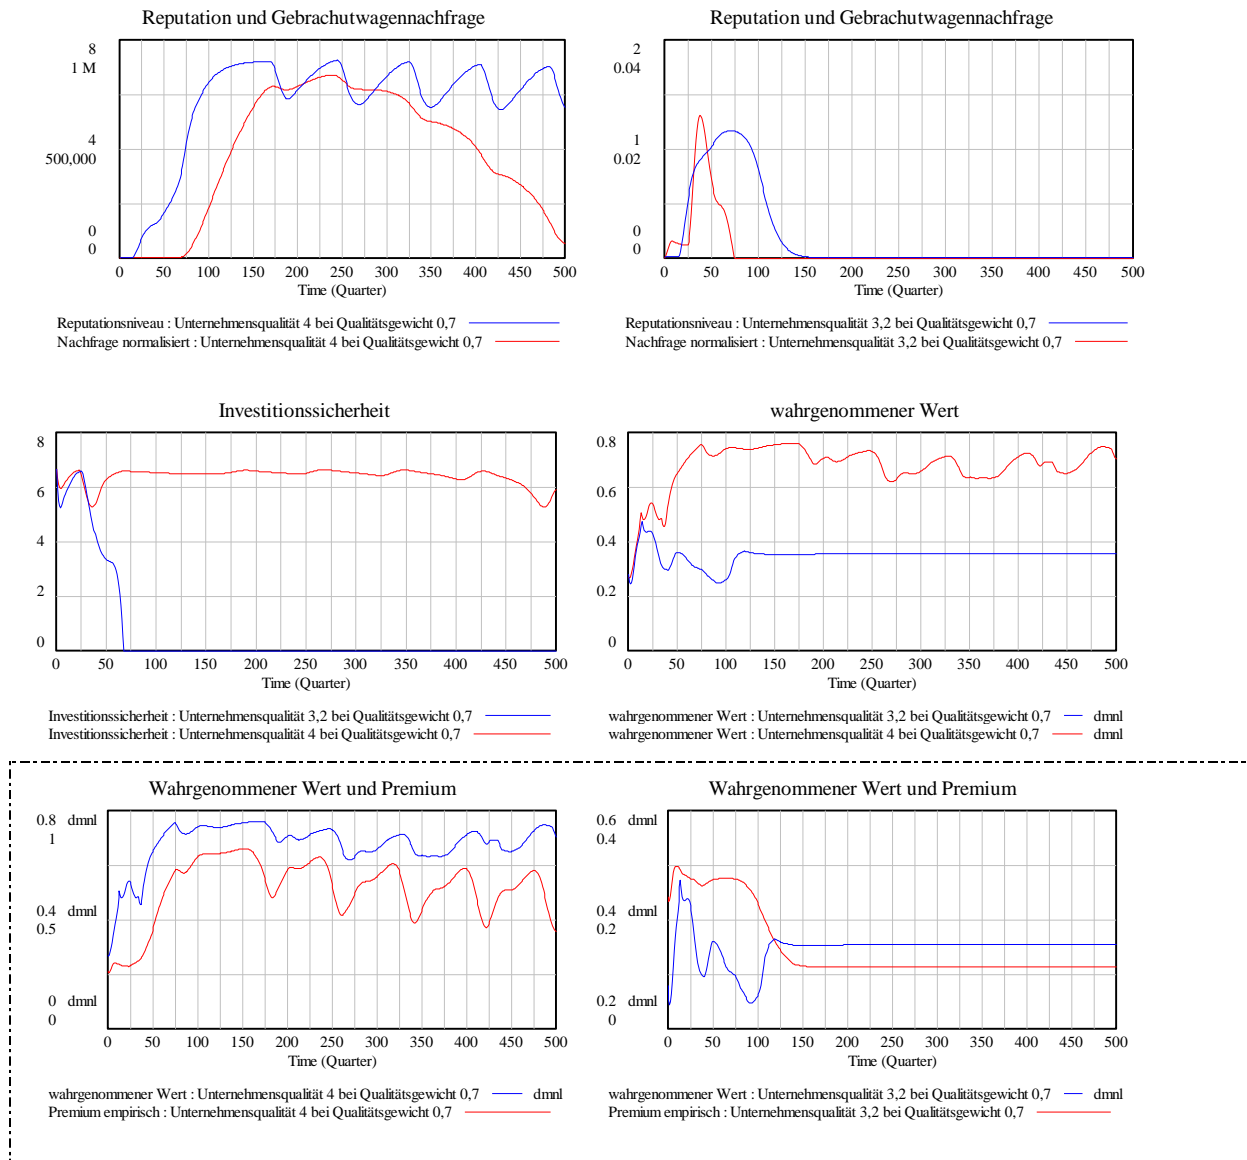 Reputation und Gebrachutwagennachfrage
8
1 M
4
500,000
0
0
0 50 100 150 200 250 300 350 400 450 500
Time (Quarter)
Reputationsniveau : Unternehmensqualität 4 bei Qualitätsgewicht 0,7
Nachfrage normalisiert : Unternehmensqualität 4 bei Qualitätsgewicht 0,7
Reputation und Gebrachutwagennachfrage
2
0.04
1
0.02
0
0
0 50 100 150 200 250 300 350 400 450 500
Time (Quarter)
Reputationsniveau : Unternehmensqualität 3,2 bei Qualitätsgewicht 0,7
Nachfrage normalisiert : Unternehmensqualität 3,2 bei Qualitätsgewicht 0,7
Investitionssicherheit
8
6
4
2
0
0 50 100 150 200 250 300 350 400 450 500
Time (Quarter)
Investitionssicherheit : Unternehmensqualität 3,2 bei Qualitätsgewicht 0,7
Investitionssicherheit : Unternehmensqualität 4 bei Qualitätsgewicht 0,7
wahrgenommener Wert
0.8
0.6
0.4
0.2
0
0 50 100 150 200 250 300 350 400 450 500
Time (Quarter)
wahrgenommener Wert : Unternehmensqualität 3,2 bei Qualitätsgewicht 0,7 dmnl
wahrgenommener Wert : Unternehmensqualität 4 bei Qualitätsgewicht 0,7 dmnl
Wahrgenommener Wert und Premium
0.8 dmnl
1
0.4 dmnl
0.5
0 dmnl
0
0 50 100 150 200 250 300 350 400 450 500
Time (Quarter)
wahrgenommener Wert : Unternehmensqualität 4 bei Qualitätsgewicht 0,7 dmnl
Premium empirisch : Unternehmensqualität 4 bei Qualitätsgewicht 0,7
Wahrgenommener Wert und Premium
0.6 dmnl
0.4
0.4 dmnl
0.2
0.2 dmnl
0
0 50 100 150 200 250 300 350 400 450 500
Time (Quarter)
wahrgenommener Wert : Unternehmensqualität 3,2 bei Qualitätsgewicht 0,7 dmnl
Premium empirisch : Unternehmensqualität 3,2 bei Qualitätsgewicht 0,7